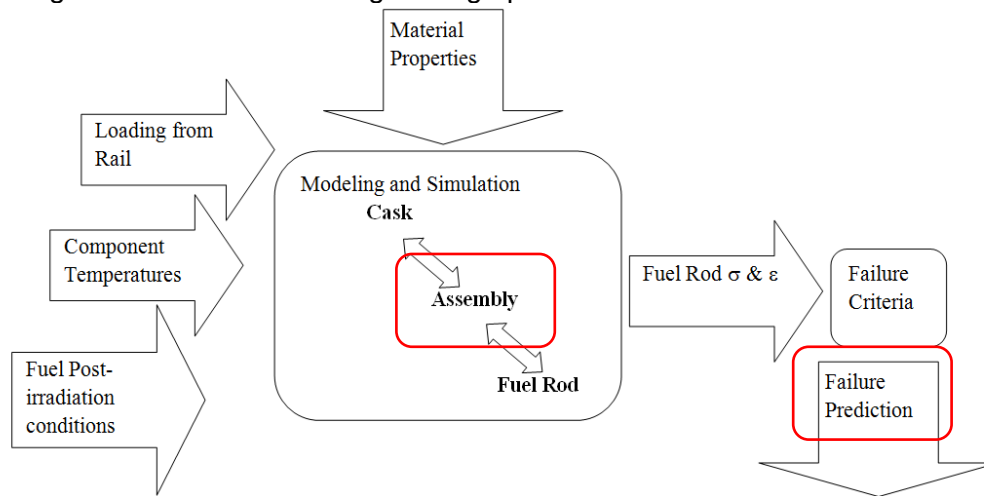 Material
Properties
Loading from
Rail
Modeling and Simulation
Cask
Component
Temperatures
Assembly
Fuel Rod σ & ε
Failure
Criteria
Fuel Post-
irradiation
conditions
Fuel Rod
Failure
Prediction